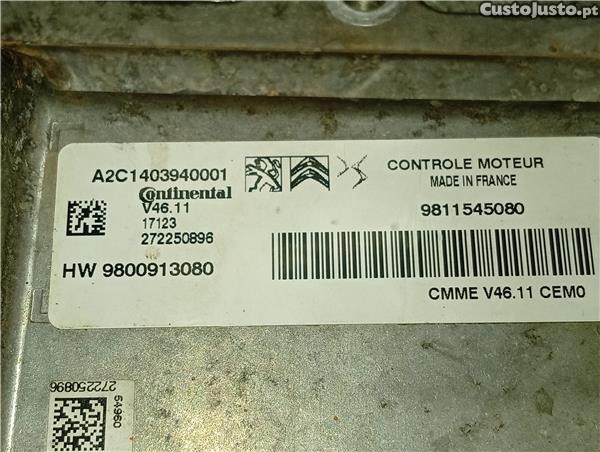 CustoJusto.pt
A2C1403940001
Continental
V46.11
17123
272250896
HW 9800913080
CONTROLE MOTEUR
MADE IN FRANCE
9811545080
CMME V46.11 CEM0
272250896
54960